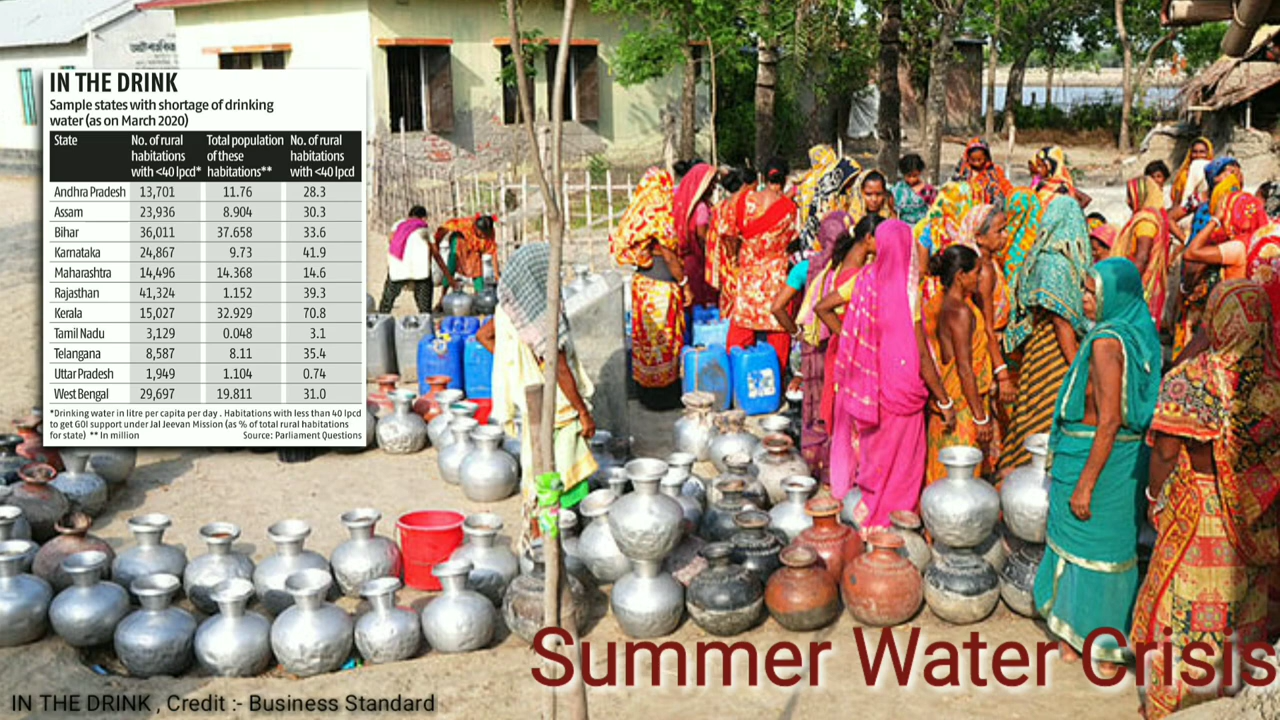 IN THE DRINK
Sample states with shortage of drinking
water (as on March 2020)
State No. of rural habitations with <40 lpcd* Total population of these habitations** No. of rural habitations with <40 lpcd
Andhra Pradesh 13,701 11.76 28.3
Assam 23,936 8.904 30.3
Bihar 36,011 37.658 33.6
Karnataka 24,867 9.73 41.9
Maharashtra 14,496 14.368 14.6
Rajasthan 41,324 1.152 39.3
Kerala 15,027 32.929 70.8
Tamil Nadu 3,129 0.048 3.1
Telangana 8,587 8.11 35.4
Uttar Pradesh 1,949 1.104 0.74
West Bengal 29,697 19.811 31.0
*Drinking water in litre per capita per day . Habitations with less than 40 lpcd
to get GOI support under Jal Jeevan Mission (as % of total rural habitations
for state) ** In million Source: Parliament Questions
Summer Water Crisis
IN THE DRINK , Credit :- Business Standard